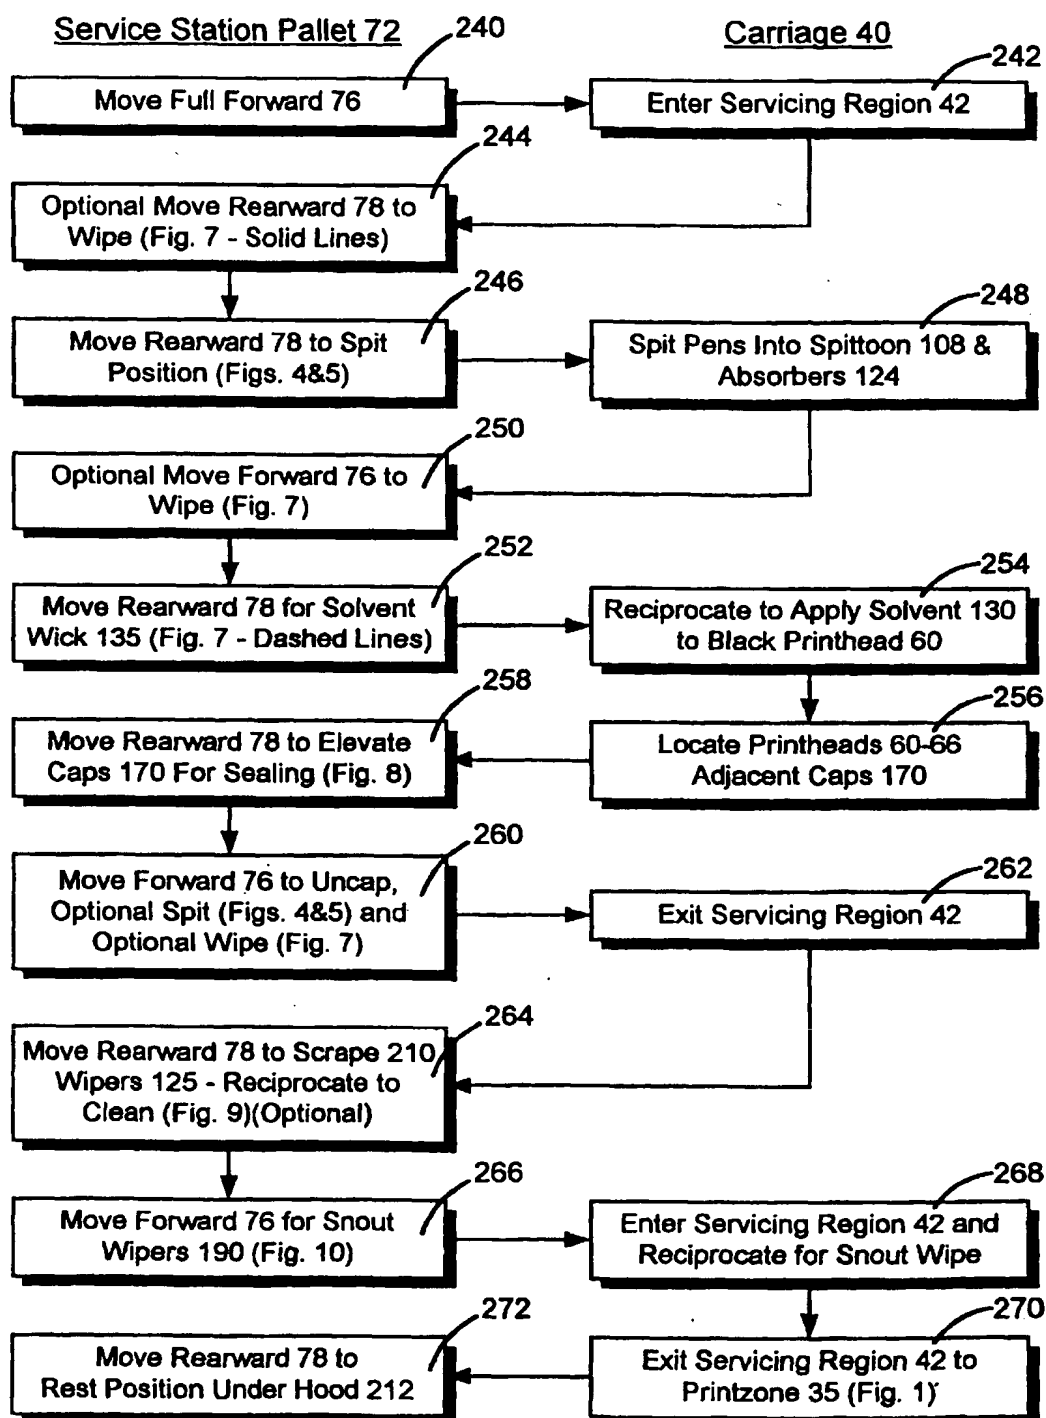 Service Station Pallet 72
Carriage 40
240
Move Full Forward 76
242
Enter Servicing Region 42
244
Optional Move Rearward 78 to
Wipe (Fig. 7 - Solid Lines)
246
Move Rearward 78 to Spit
Position (Figs. 4&5)
248
Spit Pens Into Spittoon 108 &
Absorbers 124
250
Optional Move Forward 76 to
Wipe (Fig. 7)
252
Move Rearward 78 for Solvent
Wick 135 (Fig. 7 - Dashed Lines)
254
Reciprocate to Apply Solvent 130
to Black Printhead 60
256
Locate Printheads 60-66
Adjacent Caps 170
258
Move Rearward 78 to Elevate
Caps 170 For Sealing (Fig. 8)
260
Move Forward 76 to Uncap,
Optional Spit (Figs. 4&5) and
Optional Wipe (Fig. 7)
262
Exit Servicing Region 42
264
Move Rearward 78 to Scrape 210
Wipers 125 - Reciprocate to
Clean (Fig. 9)(Optional)
266
Move Forward 76 for Snout
Wipers 190 (Fig. 10)
268
Enter Servicing Region 42 and
Reciprocate for Snout Wipe
270
Exit Servicing Region 42 to
Printzone 35 (Fig. 1)
272
Move Rearward 78 to
Rest Position Under Hood 212